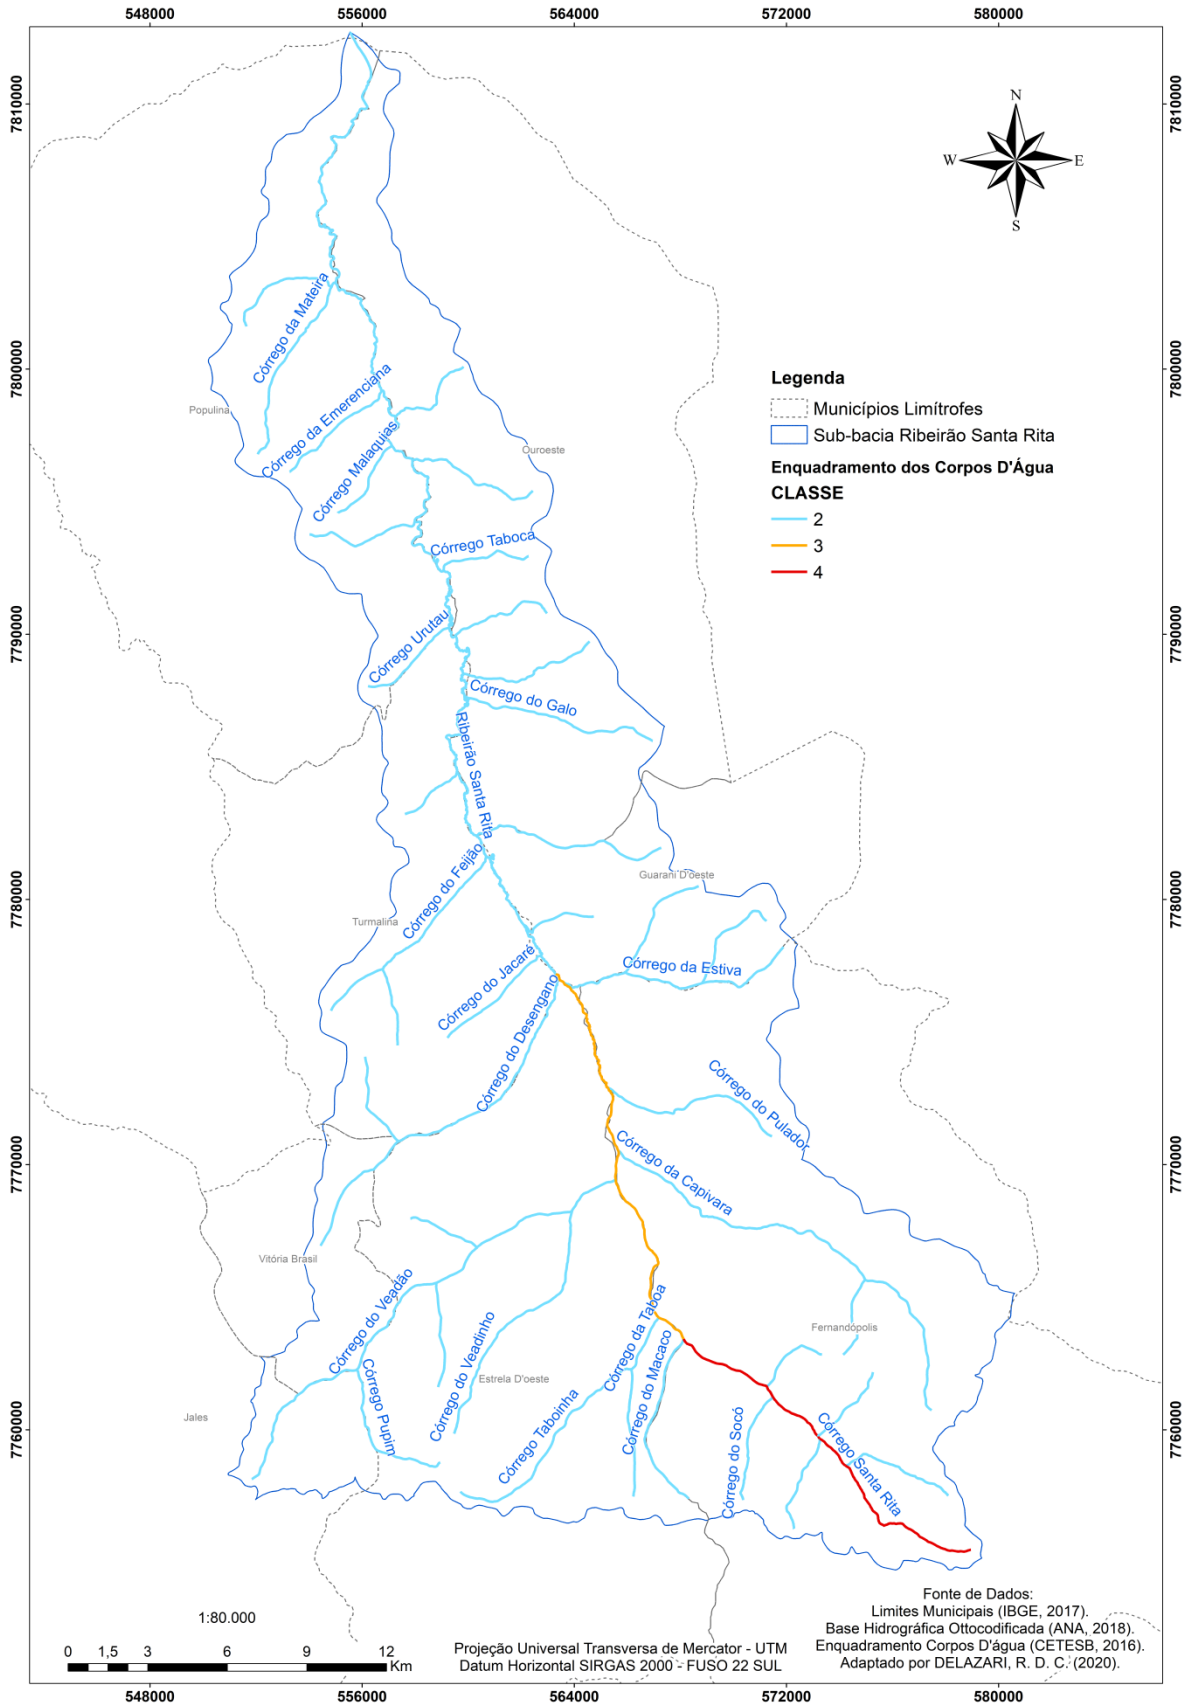 548000
556000
564000
572000
580000
7810000
7810000
N
W
E
S
Córrego da Mateira
7800000
7800000
Córrego da Emerenciana
Populina
Córrego Malaquias
Ouroeste
Legenda
Municípios Limítrofes
Sub-bacia Ribeirão Santa Rita
Enquadramento dos Corpos D'Água
CLASSE
2
3
4
Córrego Taboca
7790000
7790000
Córrego Urutau
Córrego do Galo
Ribeirão Santa Rita
Córrego do Feijão
Guarani D'oeste
7780000
7780000
Turmalina
Córrego do Jacaré
Córrego da Estiva
Córrego do Desengano
Córrego do Pulador
7770000
7770000
Córrego da Capivara
Vitória Brasil
Córrego do Veadão
Córrego da Taboa
Fernandópolis
Córrego do Veadinho
Córrego do Macaco
Estrela D'oeste
Córrego Pupim
Jales
7760000
7760000
Córrego Taboinha
Córrego do Socó
Córrego Santa Rita
1:80.000
0 1,5 3 6 9 12
Km
Projeção Universal Transversa de Mercator - UTM
Datum Horizontal SIRGAS 2000 - FUSO 22 SUL
Fonte de Dados:
Limites Municipais (IBGE, 2017).
Base Hidrográfica Ottocodificada (ANA, 2018).
Enquadramento Corpos D'água (CETESB, 2016).
Adaptado por DELAZARI, R. D. C. (2020).
548000
556000
564000
572000
580000